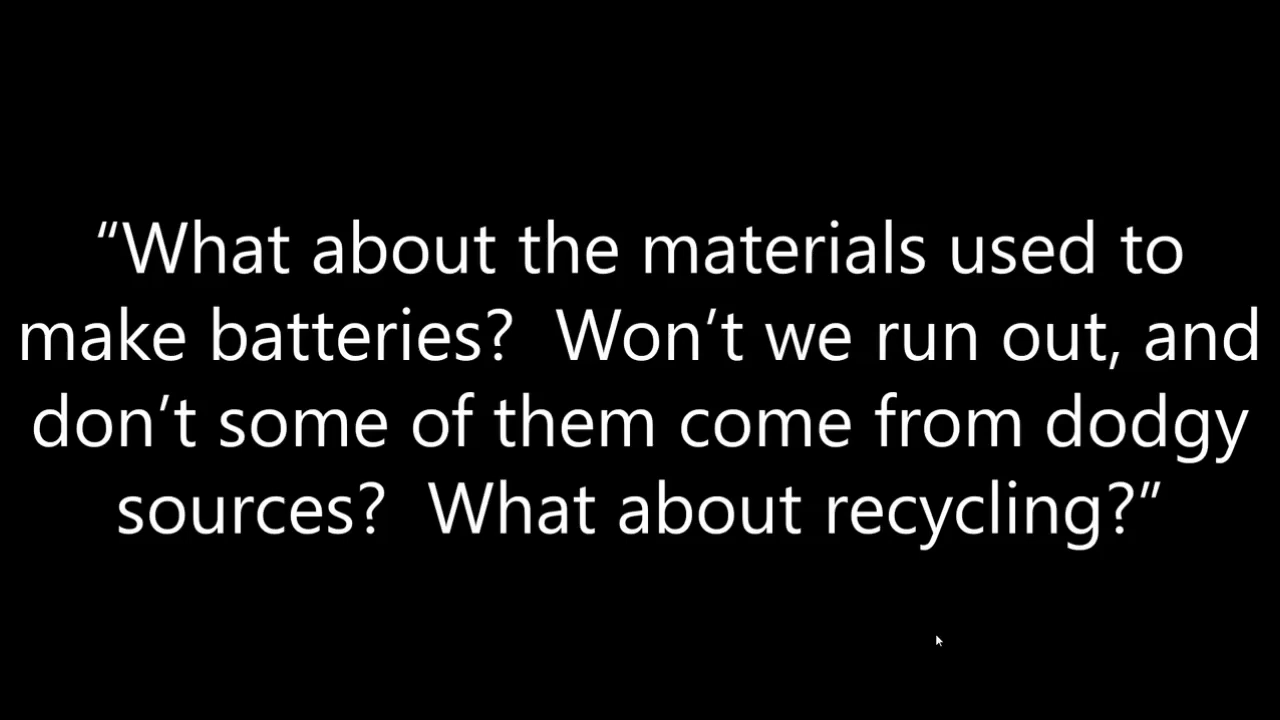 “What about the materials used to
make batteries?  Won’t we run out, and
don’t some of them come from dodgy
sources?  What about recycling?”